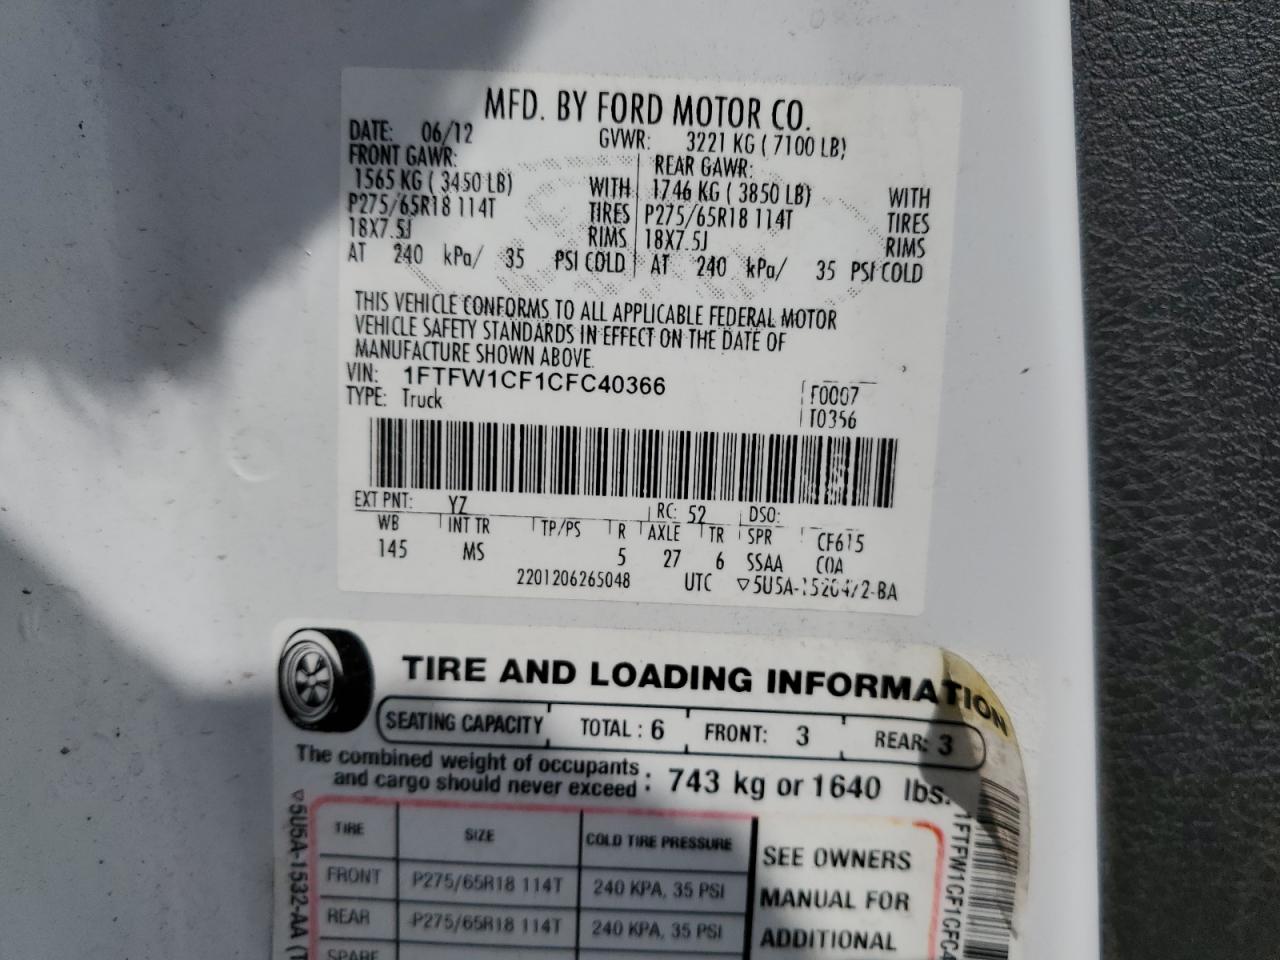 MFD. BY FORD MOTOR CO.
DATE: 06/12 GVWR: 3221 KG ( 7100 LB)
FRONT GAWR: REAR GAWR:
1565 KG ( 3450 LB) WITH 1746 KG ( 3850 LB) WITH
P275/65R18 114T TIRES P275/65R18 114T TIRES
18X7.5J RIMS 18X7.5J RIMS
AT 240 kPa/ 35 PSI COLD AT 240 kPa/ 35 PSI COLD
THIS VEHICLE CONFORMS TO ALL APPLICABLE FEDERAL MOTOR
VEHICLE SAFETY STANDARDS IN EFFECT ON THE DATE OF
MANUFACTURE SHOWN ABOVE.
VIN: 1FTFW1CF1CFC40366 F0007
TYPE: Truck T0356
EXT PNT: YZ RC: 52 DSO:
WB INT TR TP/PS R AXLE TR SPR CF615
145 MS 5 27 6 SSAA COA
2201206265048 UTC
TIRE AND LOADING INFORMATION
SEATING CAPACITY TOTAL : 6 FRONT: 3 REAR: 3
The combined weight of occupants
and cargo should never exceed : 743 kg or 1640 lbs.
TIRE SIZE COLD TIRE PRESSURE SEE OWNERS
FRONT P275/65R18 114T 240 KPA, 35 PSI MANUAL FOR
REAR P275/65R18 114T 240 KPA, 35 PSI ADDITIONAL
SPARE
▽5U5A-1532-AA (T
1FTFW1CF1CFC4